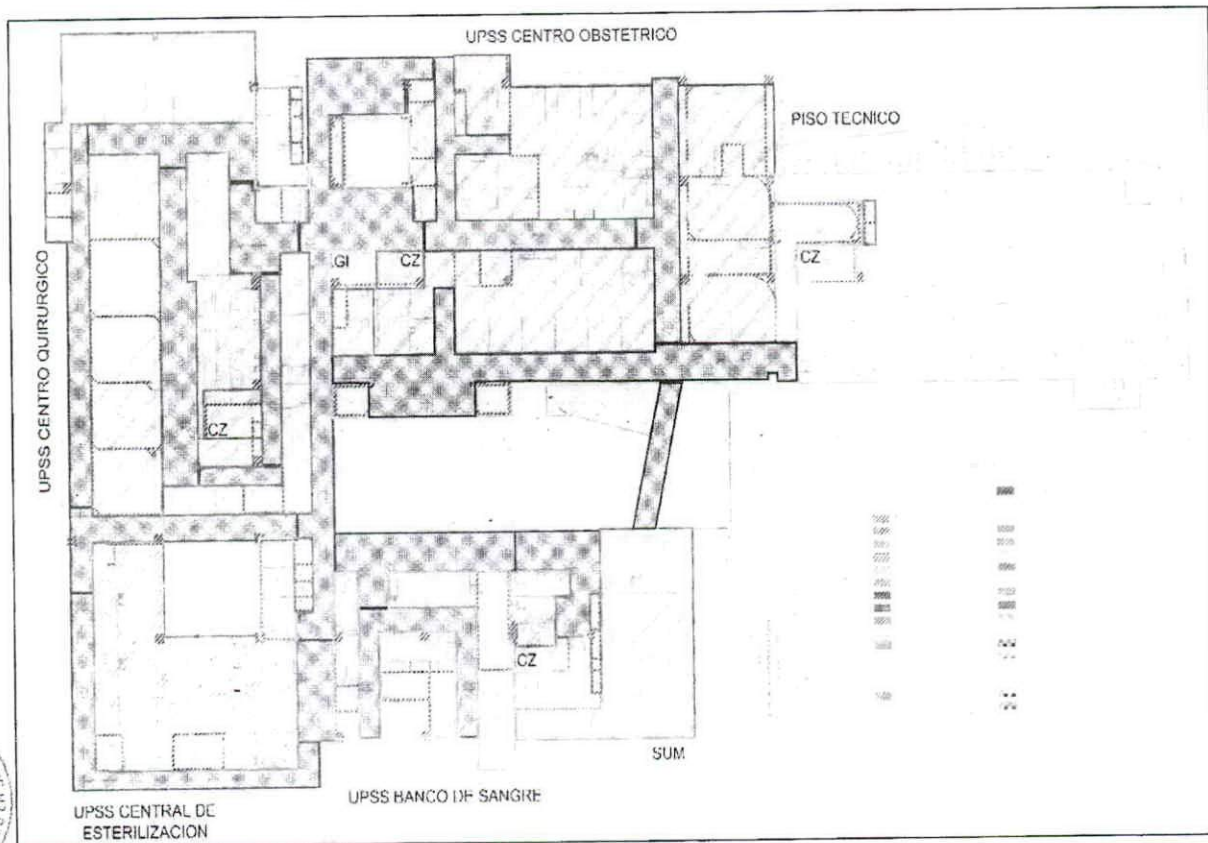 UPSS CENTRO OBSTETRICO
PISO TECNICO
UPSS CENTRO QUIRURGICO
GI
CZ
CZ
CZ
CZ
SUM
UPSS BANCO DE SANGRE
UPSS CENTRAL DE
ESTERILIZACION